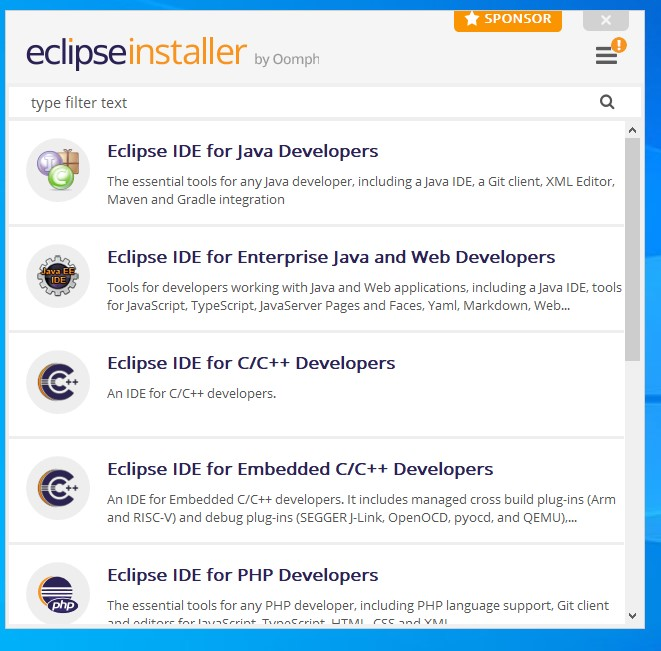 SPONSOR
eclipseinstaller by Oomph
type filter text
Eclipse IDE for Java Developers
The essential tools for any Java developer, including a Java IDE, a Git client, XML Editor,
Maven and Gradle integration
Java EE
IDE
Eclipse IDE for Enterprise Java and Web Developers
Tools for developers working with Java and Web applications, including a Java IDE, tools
for JavaScript, TypeScript, JavaServer Pages and Faces, Yaml, Markdown, Web...
C++
Eclipse IDE for C/C++ Developers
An IDE for C/C++ developers.
C++
Eclipse IDE for Embedded C/C++ Developers
An IDE for Embedded C/C++ developers. It includes managed cross build plug-ins (Arm
and RISC-V) and debug plug-ins (SEGGER J-Link, OpenOCD, pyocd, and QEMU),...
php
Eclipse IDE for PHP Developers
The essential tools for any PHP developer, including PHP language support, Git client
and editors for JavaScript, TypeScript, HTML, CSS and XML.